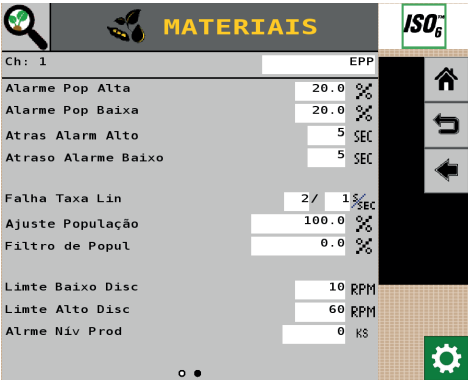 MATERIAIS
ISO6™
Ch: 1 EPP
Alarme Pop Alta 20.0 %
Alarme Pop Baixa 20.0 %
Atras Alarm Alto 5 SEC
Atraso Alarme Baixo 5 SEC
Falha Taxa Lin 2/ 1 S/SEC
Ajuste População 100.0 %
Filtro de Popul 0.0 %
Limte Baixo Disc 10 RPM
Limte Alto Disc 60 RPM
Alrme Nív Prod 0 KS